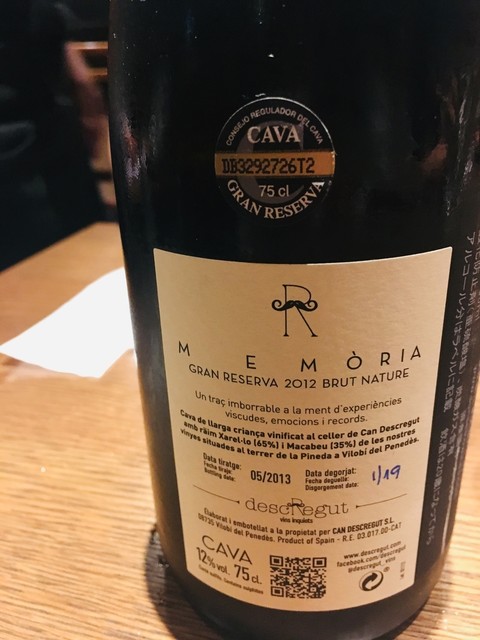 CONSEJO REGULADOR DEL CAVA
CAVA
DB3292726T2
75 cl
GRAN RESERVA
R
MEMÒRIA
GRAN RESERVA 2012 BRUT NATURE
Un traç imborrable a la ment d'experiències
viscudes, emocions i records.
Cava de llarga criança vinificat al celler de Can Descregut
amb raïm Xarel·lo (65%) i Macabeu (35%) de les nostres
vinyes situades al terrer de la Pineda a Vilobí del Penedès.
Data tiratge:
Fecha tiraje:
Bottling date:
05/2013
Data degorjat:
Fecha degüelle:
Disgorgement date:
1/19
descRegut
vins inquiets
Elaborat i embotellat a la propietat per CAN DESCREGUT S.L.
08735 Vilobí del Penedès. Product of Spain - R.E. 03.017.00-CAT
CAVA
12% vol. 75 cl.
www.descregut.com
facebook.com/descregut
@descregut_vins